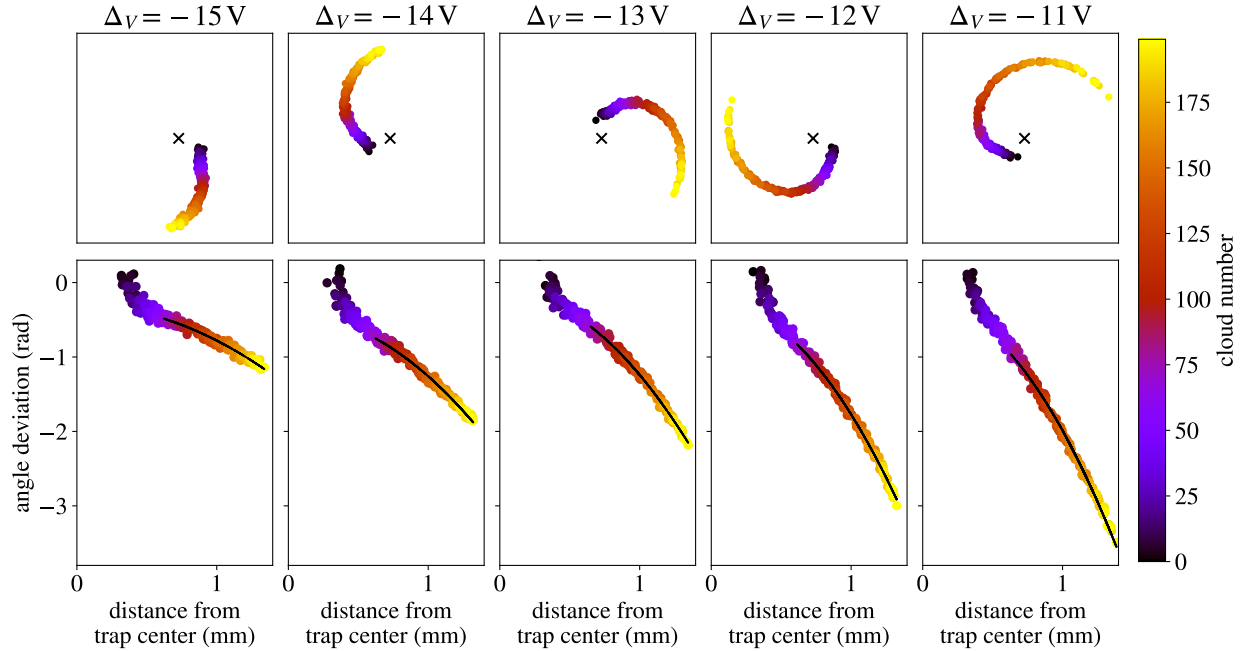 Δ_V = −15 V
Δ_V = −14 V
Δ_V = −13 V
Δ_V = −12 V
Δ_V = −11 V
angle deviation (rad)
0
−1
−2
−3
0
1
0
1
0
1
0
1
0
1
distance from
trap center (mm)
distance from
trap center (mm)
distance from
trap center (mm)
distance from
trap center (mm)
distance from
trap center (mm)
175
150
125
100
75
50
25
0
cloud number